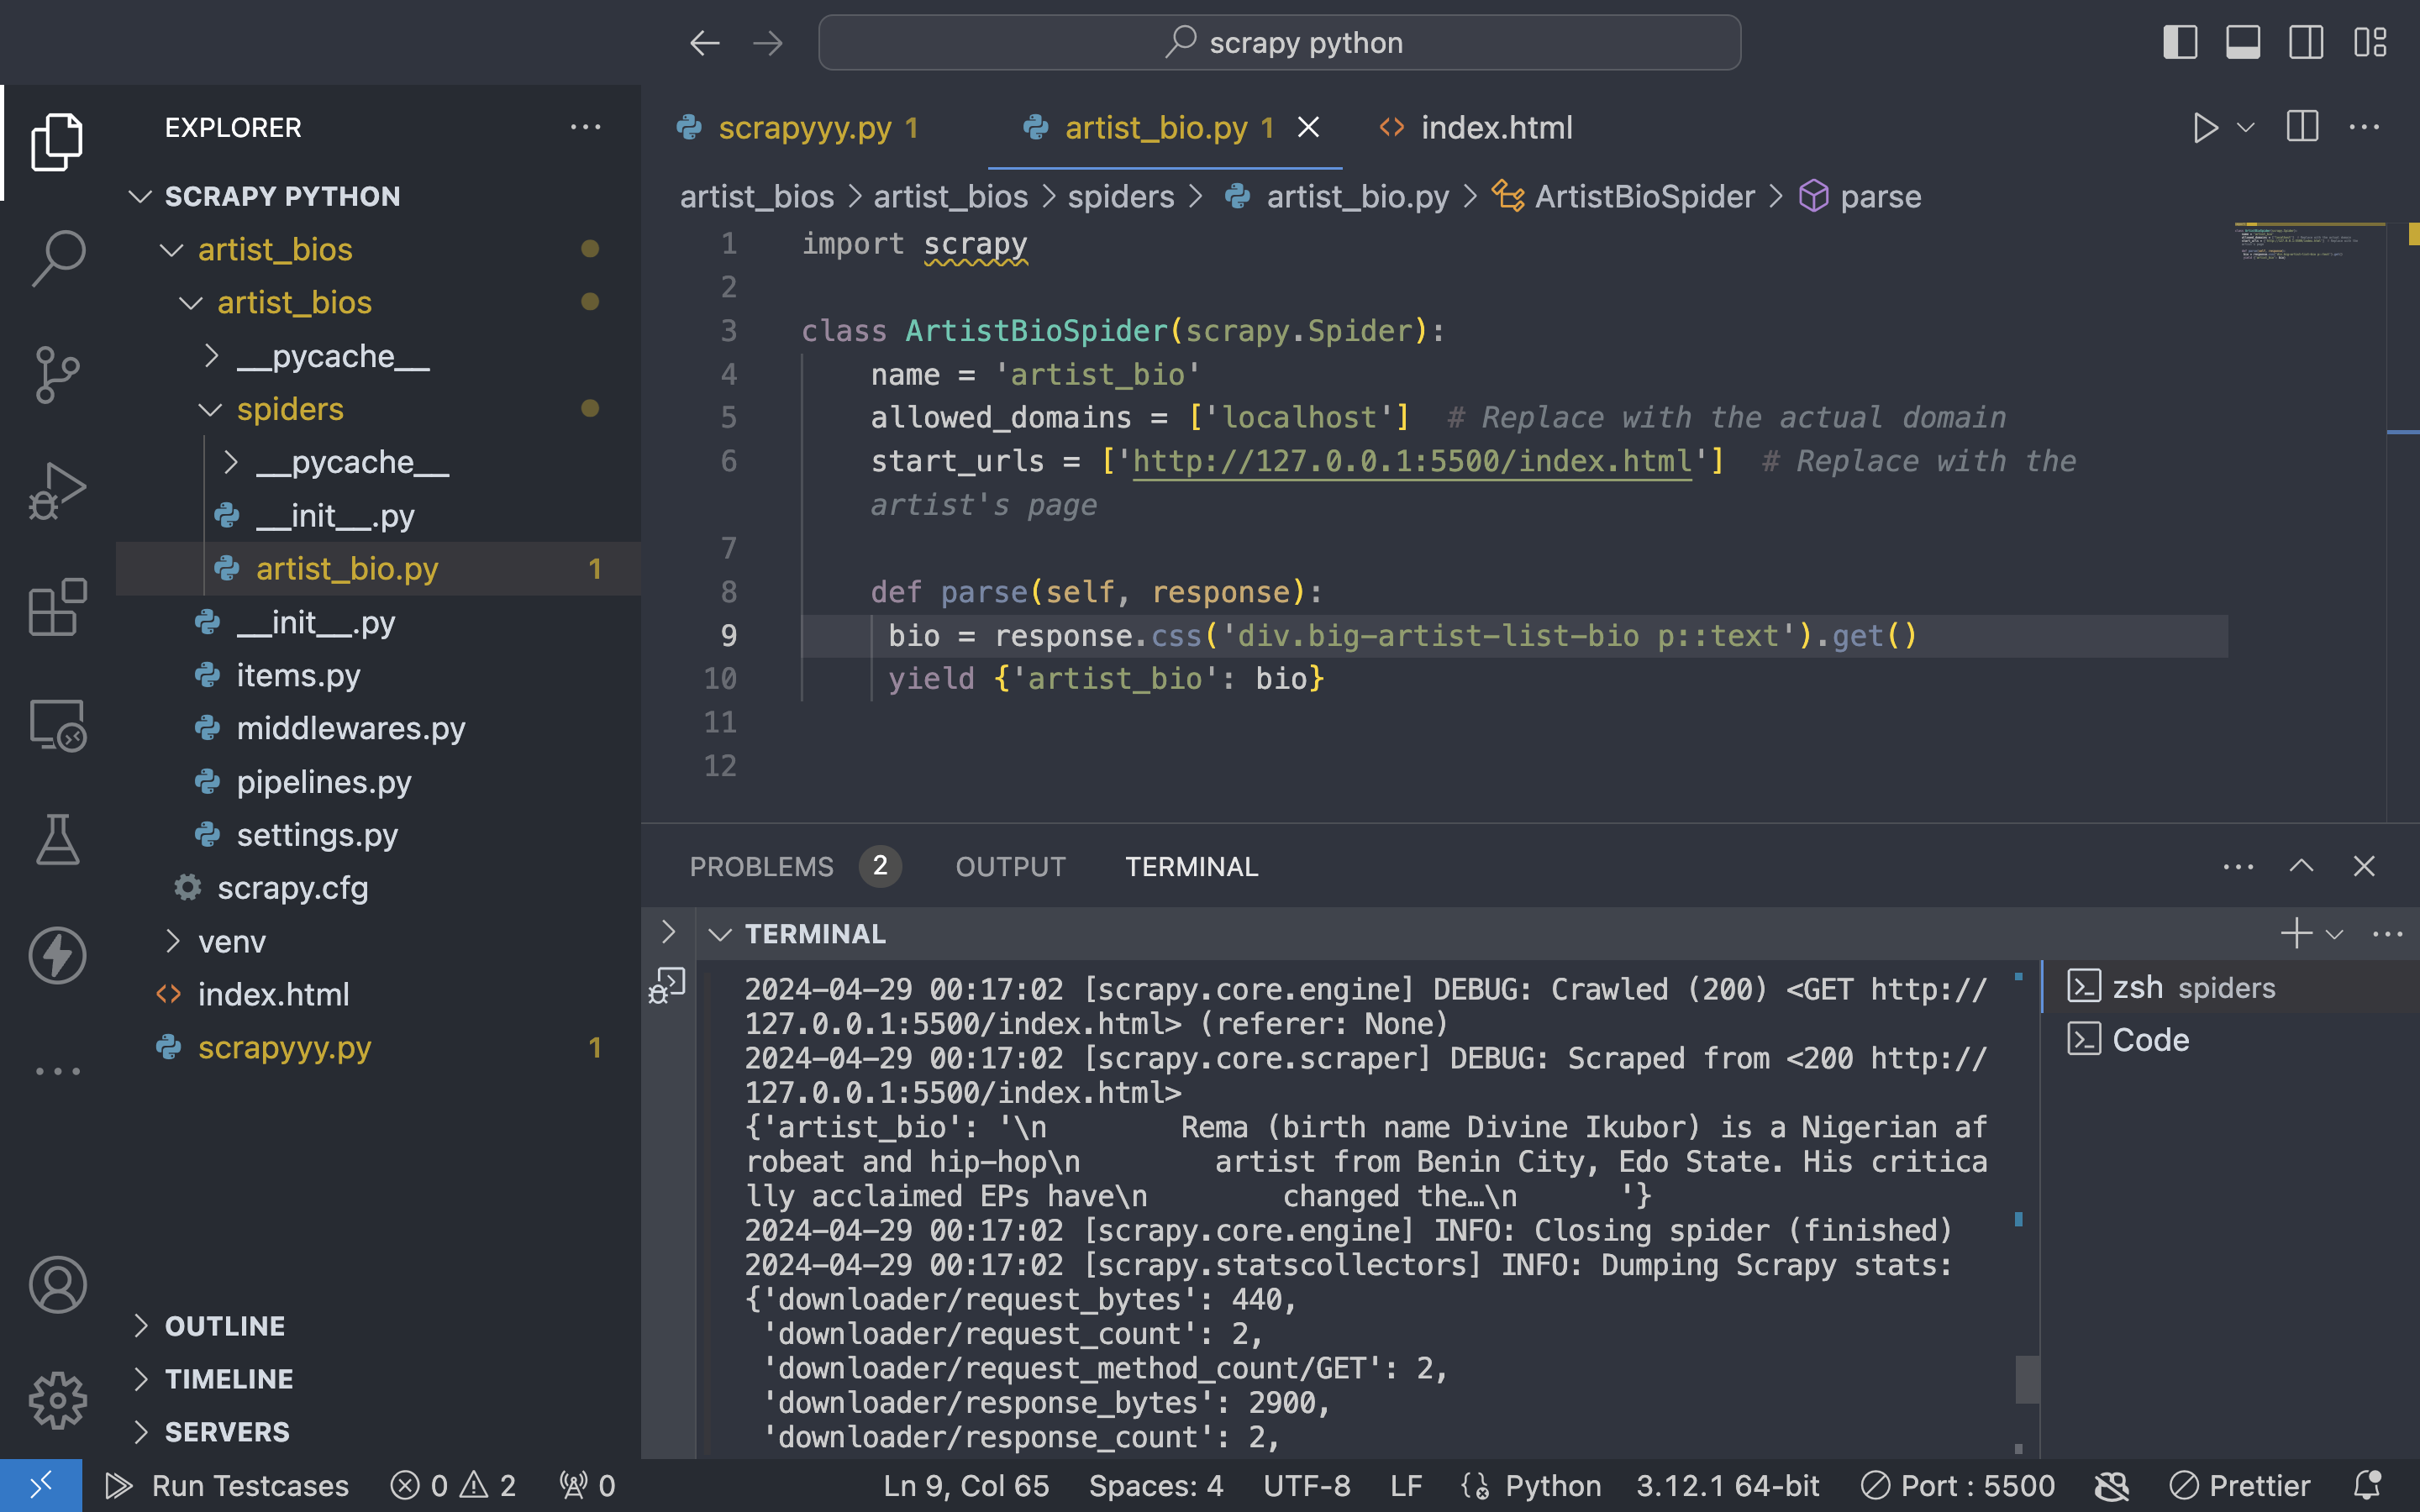 scrapy python
EXPLORER
SCRAPY PYTHON
artist_bios
artist_bios
__pycache__
spiders
__pycache__
__init__.py
artist_bio.py 1
__init__.py
items.py
middlewares.py
pipelines.py
settings.py
scrapy.cfg
venv
index.html
scrapyyy.py 1
OUTLINE
TIMELINE
SERVERS
scrapyyy.py 1 artist_bio.py 1 index.html
artist_bios > artist_bios > spiders > artist_bio.py > ArtistBioSpider > parse
1 import scrapy
2
3 class ArtistBioSpider(scrapy.Spider):
4 name = 'artist_bio'
5 allowed_domains = ['localhost'] # Replace with the actual domain
6 start_urls = ['http://127.0.0.1:5500/index.html'] # Replace with the
artist's page
7
8 def parse(self, response):
9 bio = response.css('div.big-artist-list-bio p::text').get()
10 yield {'artist_bio': bio}
11
12
PROBLEMS 2 OUTPUT TERMINAL
TERMINAL
2024-04-29 00:17:02 [scrapy.core.engine] DEBUG: Crawled (200) <GET http://
127.0.0.1:5500/index.html> (referer: None)
2024-04-29 00:17:02 [scrapy.core.scraper] DEBUG: Scraped from <200 http://
127.0.0.1:5500/index.html>
{'artist_bio': '\n        Rema (birth name Divine Ikubor) is a Nigerian af
robeat and hip-hop\n        artist from Benin City, Edo State. His critica
lly acclaimed EPs have\n        changed the…\n      '}
2024-04-29 00:17:02 [scrapy.core.engine] INFO: Closing spider (finished)
2024-04-29 00:17:02 [scrapy.statscollectors] INFO: Dumping Scrapy stats:
{'downloader/request_bytes': 440,
'downloader/request_count': 2,
'downloader/request_method_count/GET': 2,
'downloader/response_bytes': 2900,
'downloader/response_count': 2,
zsh spiders
Code
Run Testcases 0 2 0 Ln 9, Col 65 Spaces: 4 UTF-8 LF Python 3.12.1 64-bit Port : 5500 Prettier